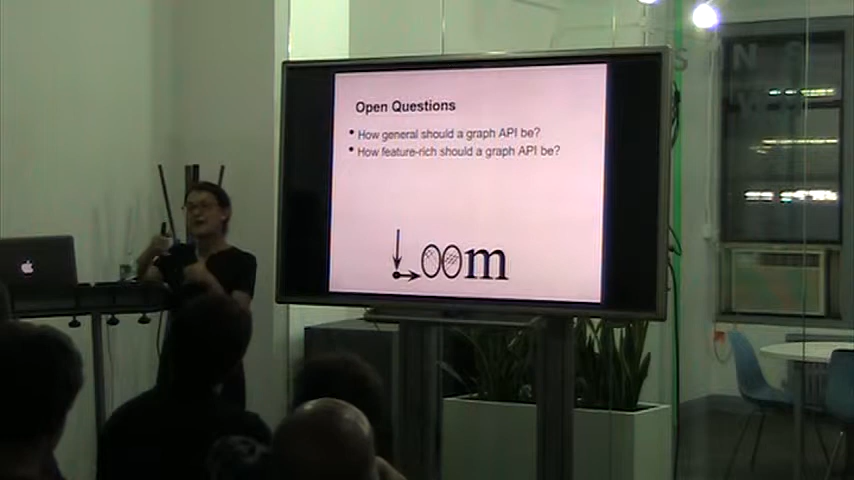 Open Questions
• How general should a graph API be?
• How feature-rich should a graph API be?
Loom